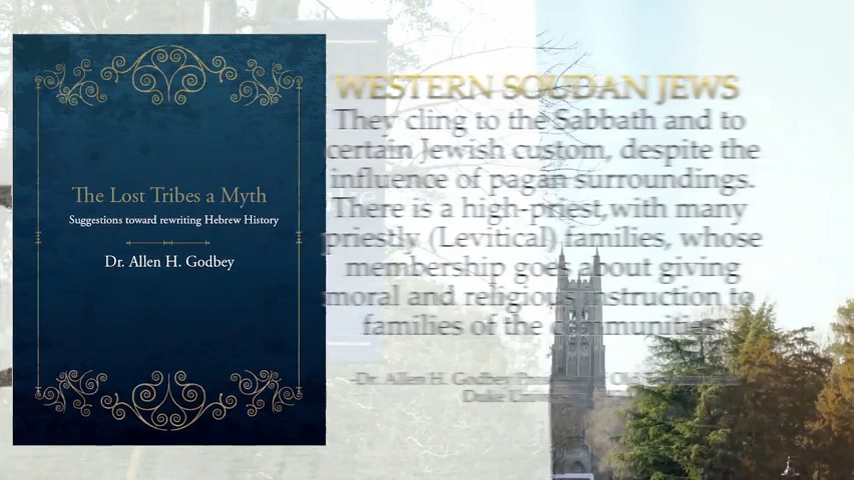 The Lost Tribes a Myth
Suggestions toward rewriting Hebrew History
Dr. Allen H. Godbey
WESTERN SOUDAN JEWS
They cling to the Sabbath and to
certain Jewish custom, despite the
influence of pagan surroundings.
There is a high-priest,with many
priestly (Levitical) families, whose
membership goes about giving
moral and religious instruction to
families of the communities
-Dr. Allen H. Godbey
Duke